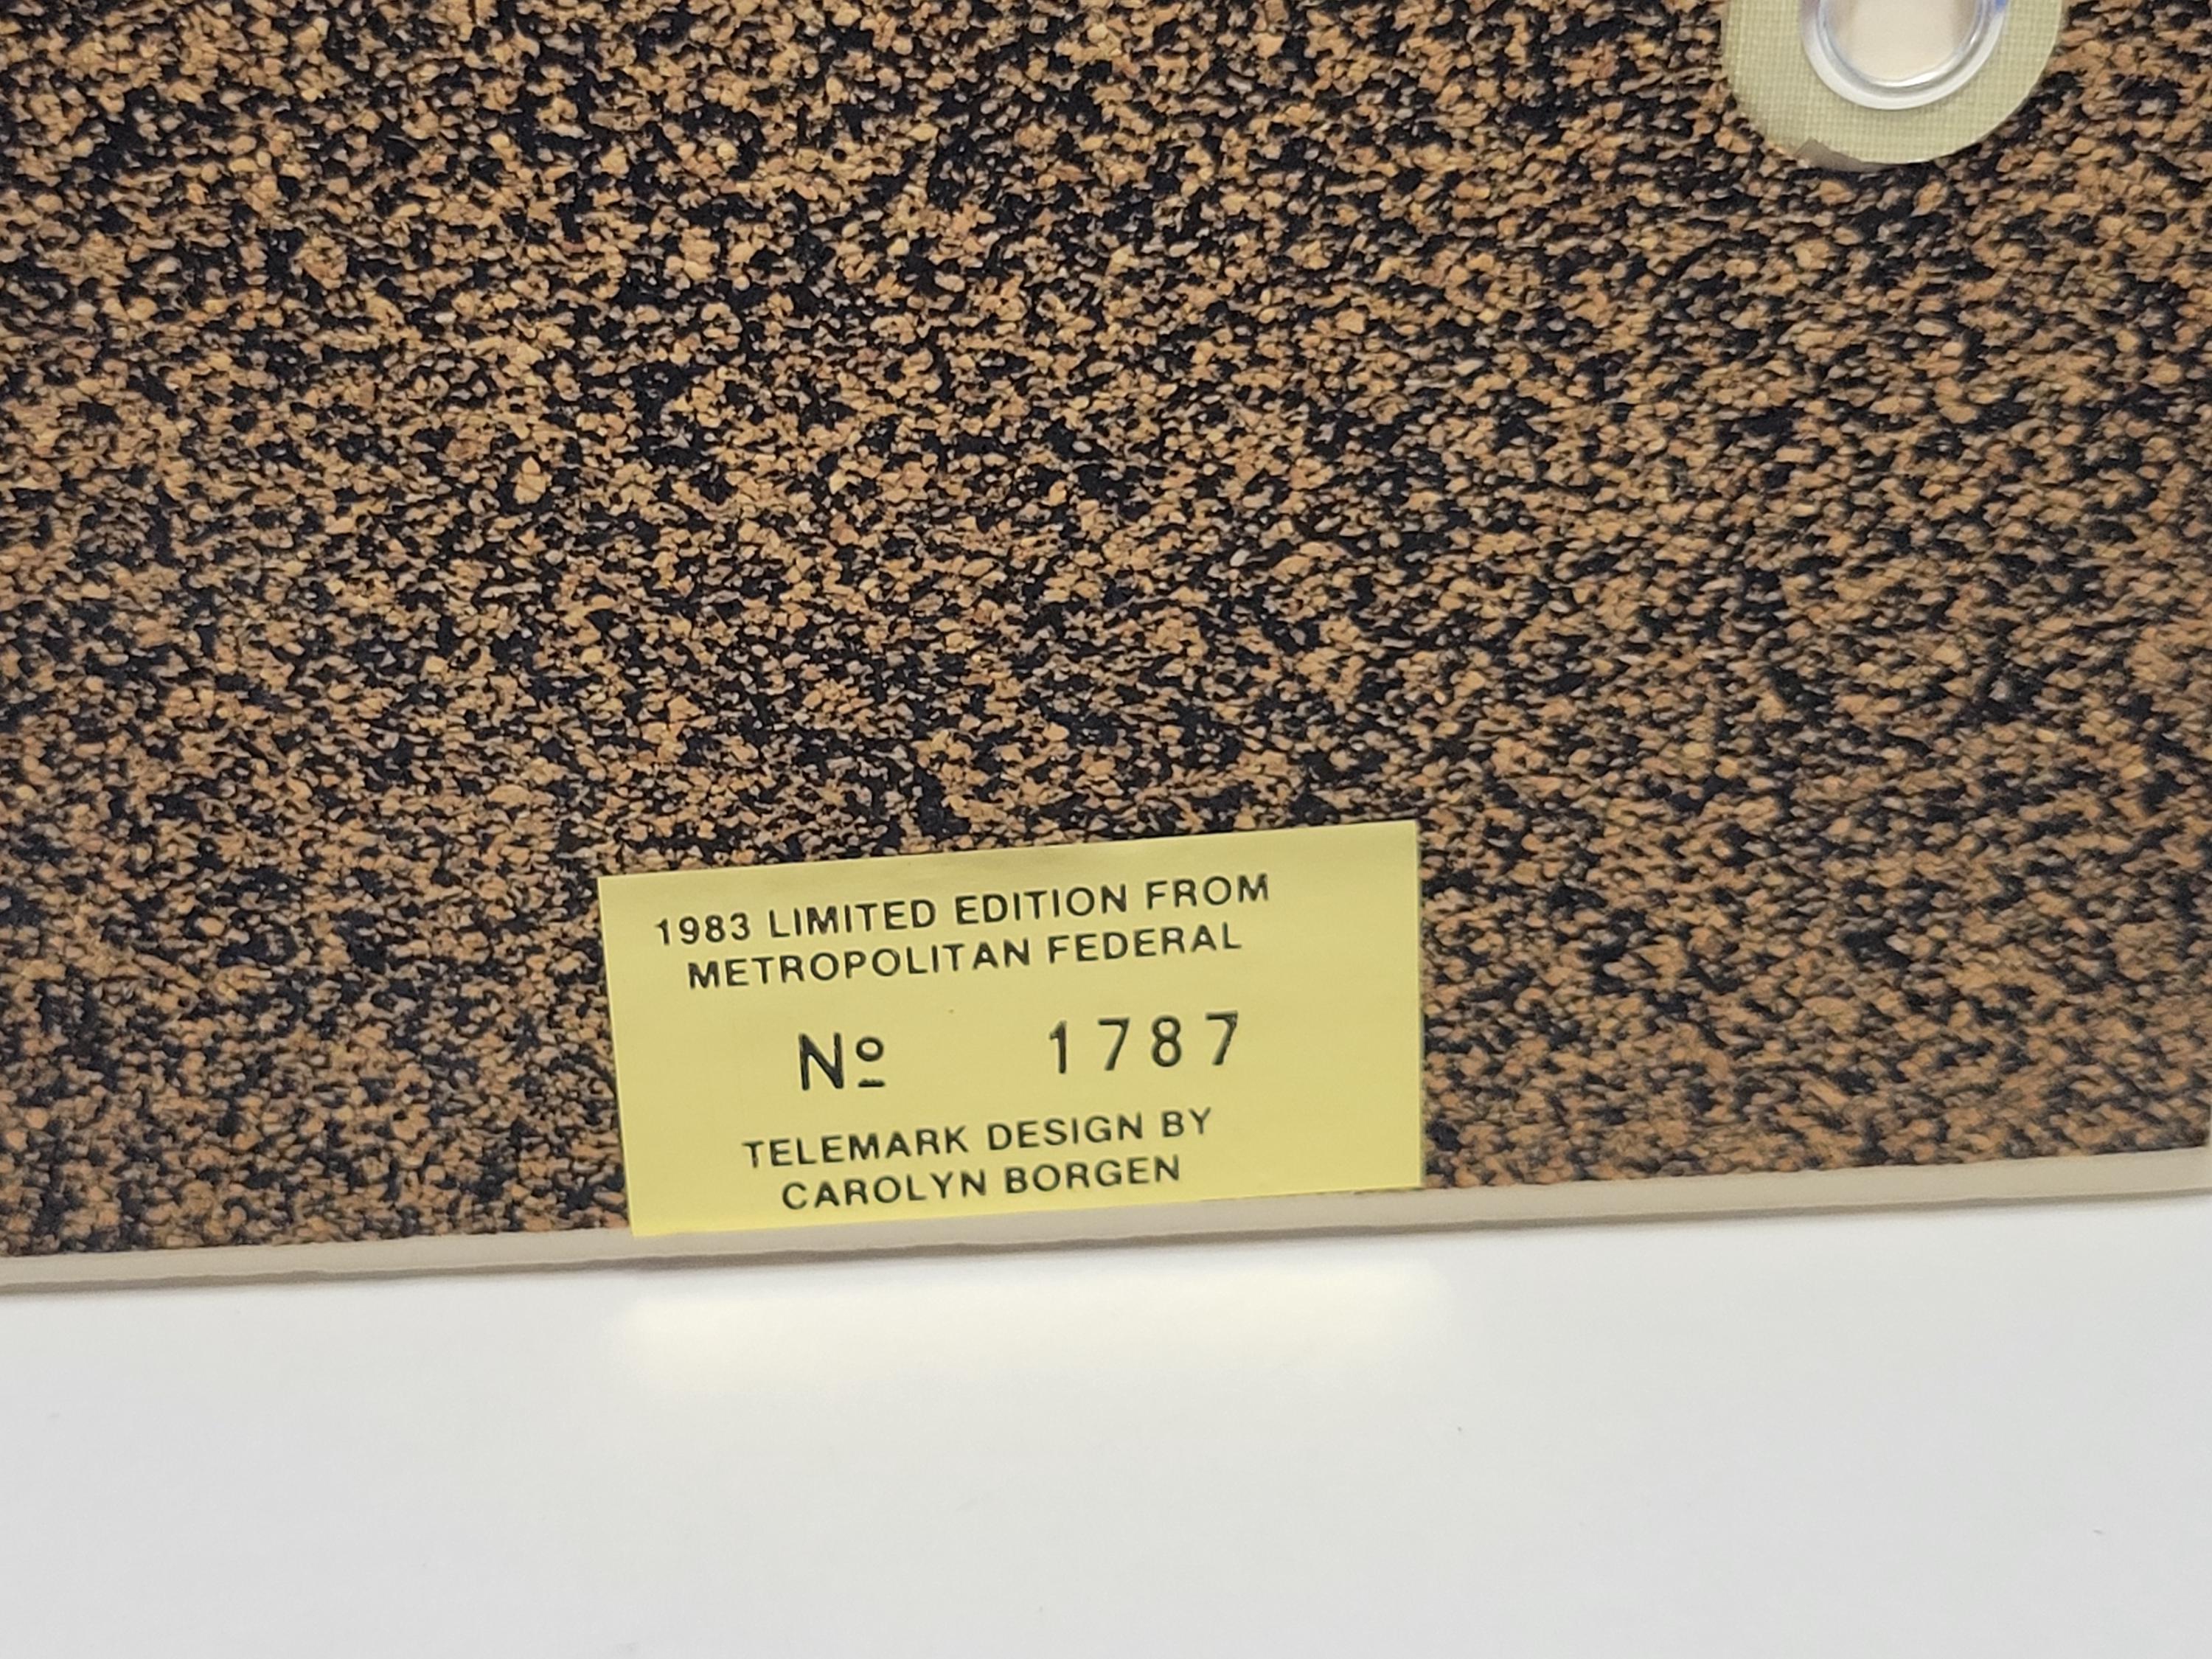 1983 LIMITED EDITION FROM
METROPOLITAN FEDERAL
Nº 1787
TELEMARK DESIGN BY
CAROLYN BORGEN